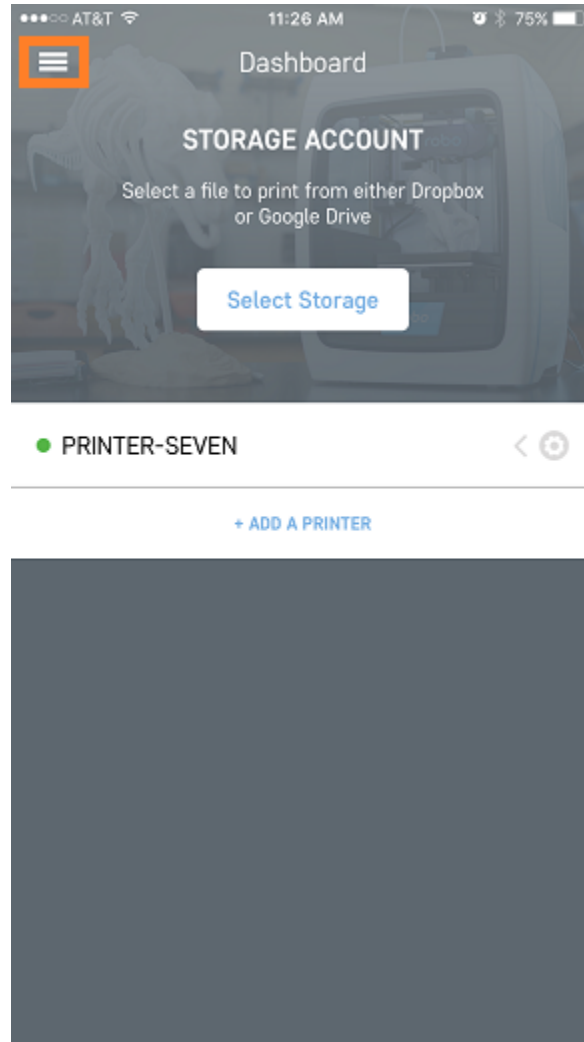 AT&T 11:26 AM 75%
Dashboard
STORAGE ACCOUNT
Select a file to print from either Dropbox
or Google Drive
Select Storage
PRINTER-SEVEN
+ ADD A PRINTER